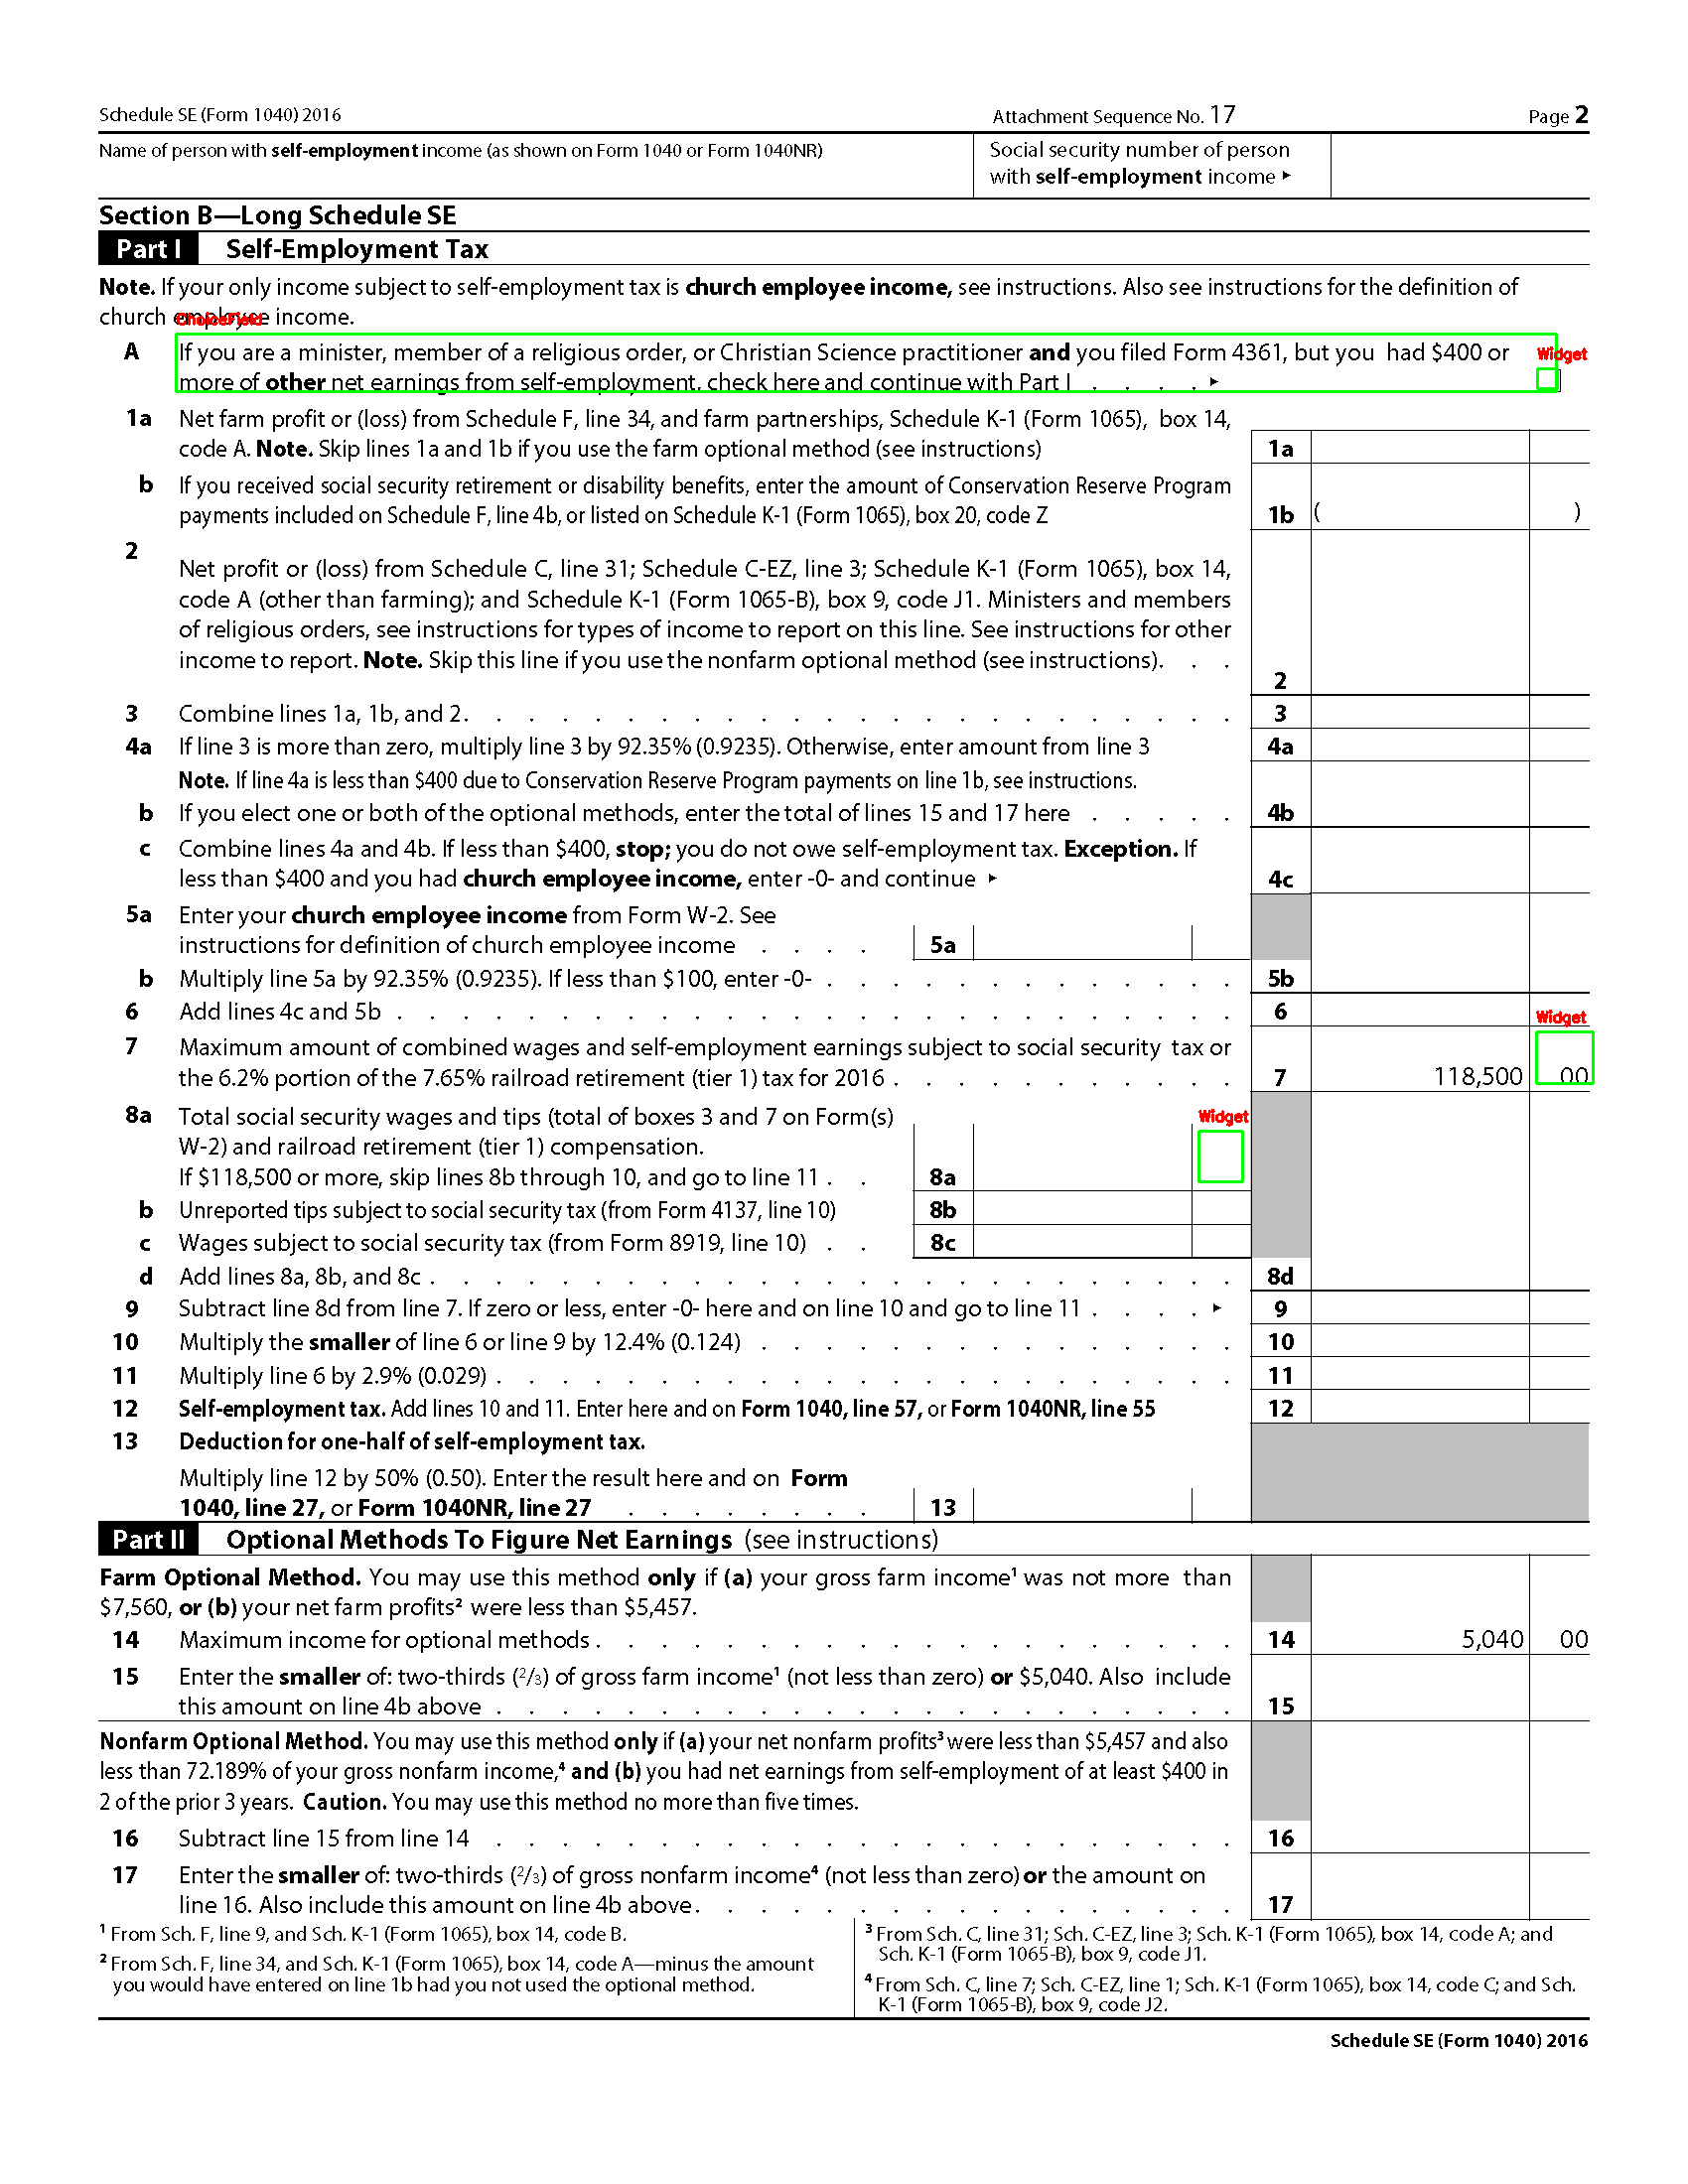 Schedule SE (Form 1040) 2016 Attachment Sequence No. 17 Page 2
Name of person with self-employment income (as shown on Form 1040 or Form 1040NR)
Social security number of person
with self-employment income ▸
Section B—Long Schedule SE
Part I Self-Employment Tax
Note. If your only income subject to self-employment tax is church employee income, see instructions. Also see instructions for the definition of
church employee income.
ChoiceField
A If you are a minister, member of a religious order, or Christian Science practitioner and you filed Form 4361, but you had $400 or
Widget
more of other net earnings from self-employment, check here and continue with Part I . . . . ▸
1a Net farm profit or (loss) from Schedule F, line 34, and farm partnerships, Schedule K-1 (Form 1065), box 14,
code A. Note. Skip lines 1a and 1b if you use the farm optional method (see instructions) 1a
b If you received social security retirement or disability benefits, enter the amount of Conservation Reserve Program
payments included on Schedule F, line 4b, or listed on Schedule K-1 (Form 1065), box 20, code Z 1b ( )
2
Net profit or (loss) from Schedule C, line 31; Schedule C-EZ, line 3; Schedule K-1 (Form 1065), box 14,
code A (other than farming); and Schedule K-1 (Form 1065-B), box 9, code J1. Ministers and members
of religious orders, see instructions for types of income to report on this line. See instructions for other
income to report. Note. Skip this line if you use the nonfarm optional method (see instructions). . .
2
3 Combine lines 1a, 1b, and 2. . . . . . . . . . . . . . . . . . . . . . . . 3
4a If line 3 is more than zero, multiply line 3 by 92.35% (0.9235). Otherwise, enter amount from line 3 4a
Note. If line 4a is less than $400 due to Conservation Reserve Program payments on line 1b, see instructions.
b If you elect one or both of the optional methods, enter the total of lines 15 and 17 here . . . . . 4b
c Combine lines 4a and 4b. If less than $400, stop; you do not owe self-employment tax. Exception. If
less than $400 and you had church employee income, enter -0- and continue ▸ 4c
5a Enter your church employee income from Form W-2. See
instructions for definition of church employee income . . . . 5a
b Multiply line 5a by 92.35% (0.9235). If less than $100, enter -0- . . . . . . . . . . . . . 5b
6 Add lines 4c and 5b . . . . . . . . . . . . . . . . . . . . . . . . . . 6
Widget
7 Maximum amount of combined wages and self-employment earnings subject to social security tax or
the 6.2% portion of the 7.65% railroad retirement (tier 1) tax for 2016 . . . . . . . . . . . 7 118,500 00
8a Total social security wages and tips (total of boxes 3 and 7 on Form(s)
Widget
W-2) and railroad retirement (tier 1) compensation.
If $118,500 or more, skip lines 8b through 10, and go to line 11 . . 8a
b Unreported tips subject to social security tax (from Form 4137, line 10) 8b
c Wages subject to social security tax (from Form 8919, line 10) . . 8c
d Add lines 8a, 8b, and 8c . . . . . . . . . . . . . . . . . . . . . . . . . 8d
9 Subtract line 8d from line 7. If zero or less, enter -0- here and on line 10 and go to line 11 . . . . ▸ 9
10 Multiply the smaller of line 6 or line 9 by 12.4% (0.124) . . . . . . . . . . . . . . . 10
11 Multiply line 6 by 2.9% (0.029) . . . . . . . . . . . . . . . . . . . . . . . 11
12 Self-employment tax. Add lines 10 and 11. Enter here and on Form 1040, line 57, or Form 1040NR, line 55 12
13 Deduction for one-half of self-employment tax.
Multiply line 12 by 50% (0.50). Enter the result here and on Form
1040, line 27, or Form 1040NR, line 27 . . . . . . . . 13
Part II Optional Methods To Figure Net Earnings (see instructions)
Farm Optional Method. You may use this method only if (a) your gross farm income¹ was not more than
$7,560, or (b) your net farm profits² were less than $5,457.
14 Maximum income for optional methods . . . . . . . . . . . . . . . . . . . . 14 5,040 00
15 Enter the smaller of: two-thirds (2/3) of gross farm income¹ (not less than zero) or $5,040. Also include
this amount on line 4b above . . . . . . . . . . . . . . . . . . . . . . . 15
Nonfarm Optional Method. You may use this method only if (a) your net nonfarm profits³ were less than $5,457 and also
less than 72.189% of your gross nonfarm income,⁴ and (b) you had net earnings from self-employment of at least $400 in
2 of the prior 3 years. Caution. You may use this method no more than five times.
16 Subtract line 15 from line 14 . . . . . . . . . . . . . . . . . . . . . . . 16
17 Enter the smaller of: two-thirds (2/3) of gross nonfarm income⁴ (not less than zero) or the amount on
line 16. Also include this amount on line 4b above. . . . . . . . . . . . . . . . . 17
¹ From Sch. F, line 9, and Sch. K-1 (Form 1065), box 14, code B.
² From Sch. F, line 34, and Sch. K-1 (Form 1065), box 14, code A—minus the amount
you would have entered on line 1b had you not used the optional method.
³ From Sch. C, line 31; Sch. C-EZ, line 3; Sch. K-1 (Form 1065), box 14, code A; and
Sch. K-1 (Form 1065-B), box 9, code J1.
⁴ From Sch. C, line 7; Sch. C-EZ, line 1; Sch. K-1 (Form 1065), box 14, code C; and Sch.
K-1 (Form 1065-B), box 9, code J2.
Schedule SE (Form 1040) 2016